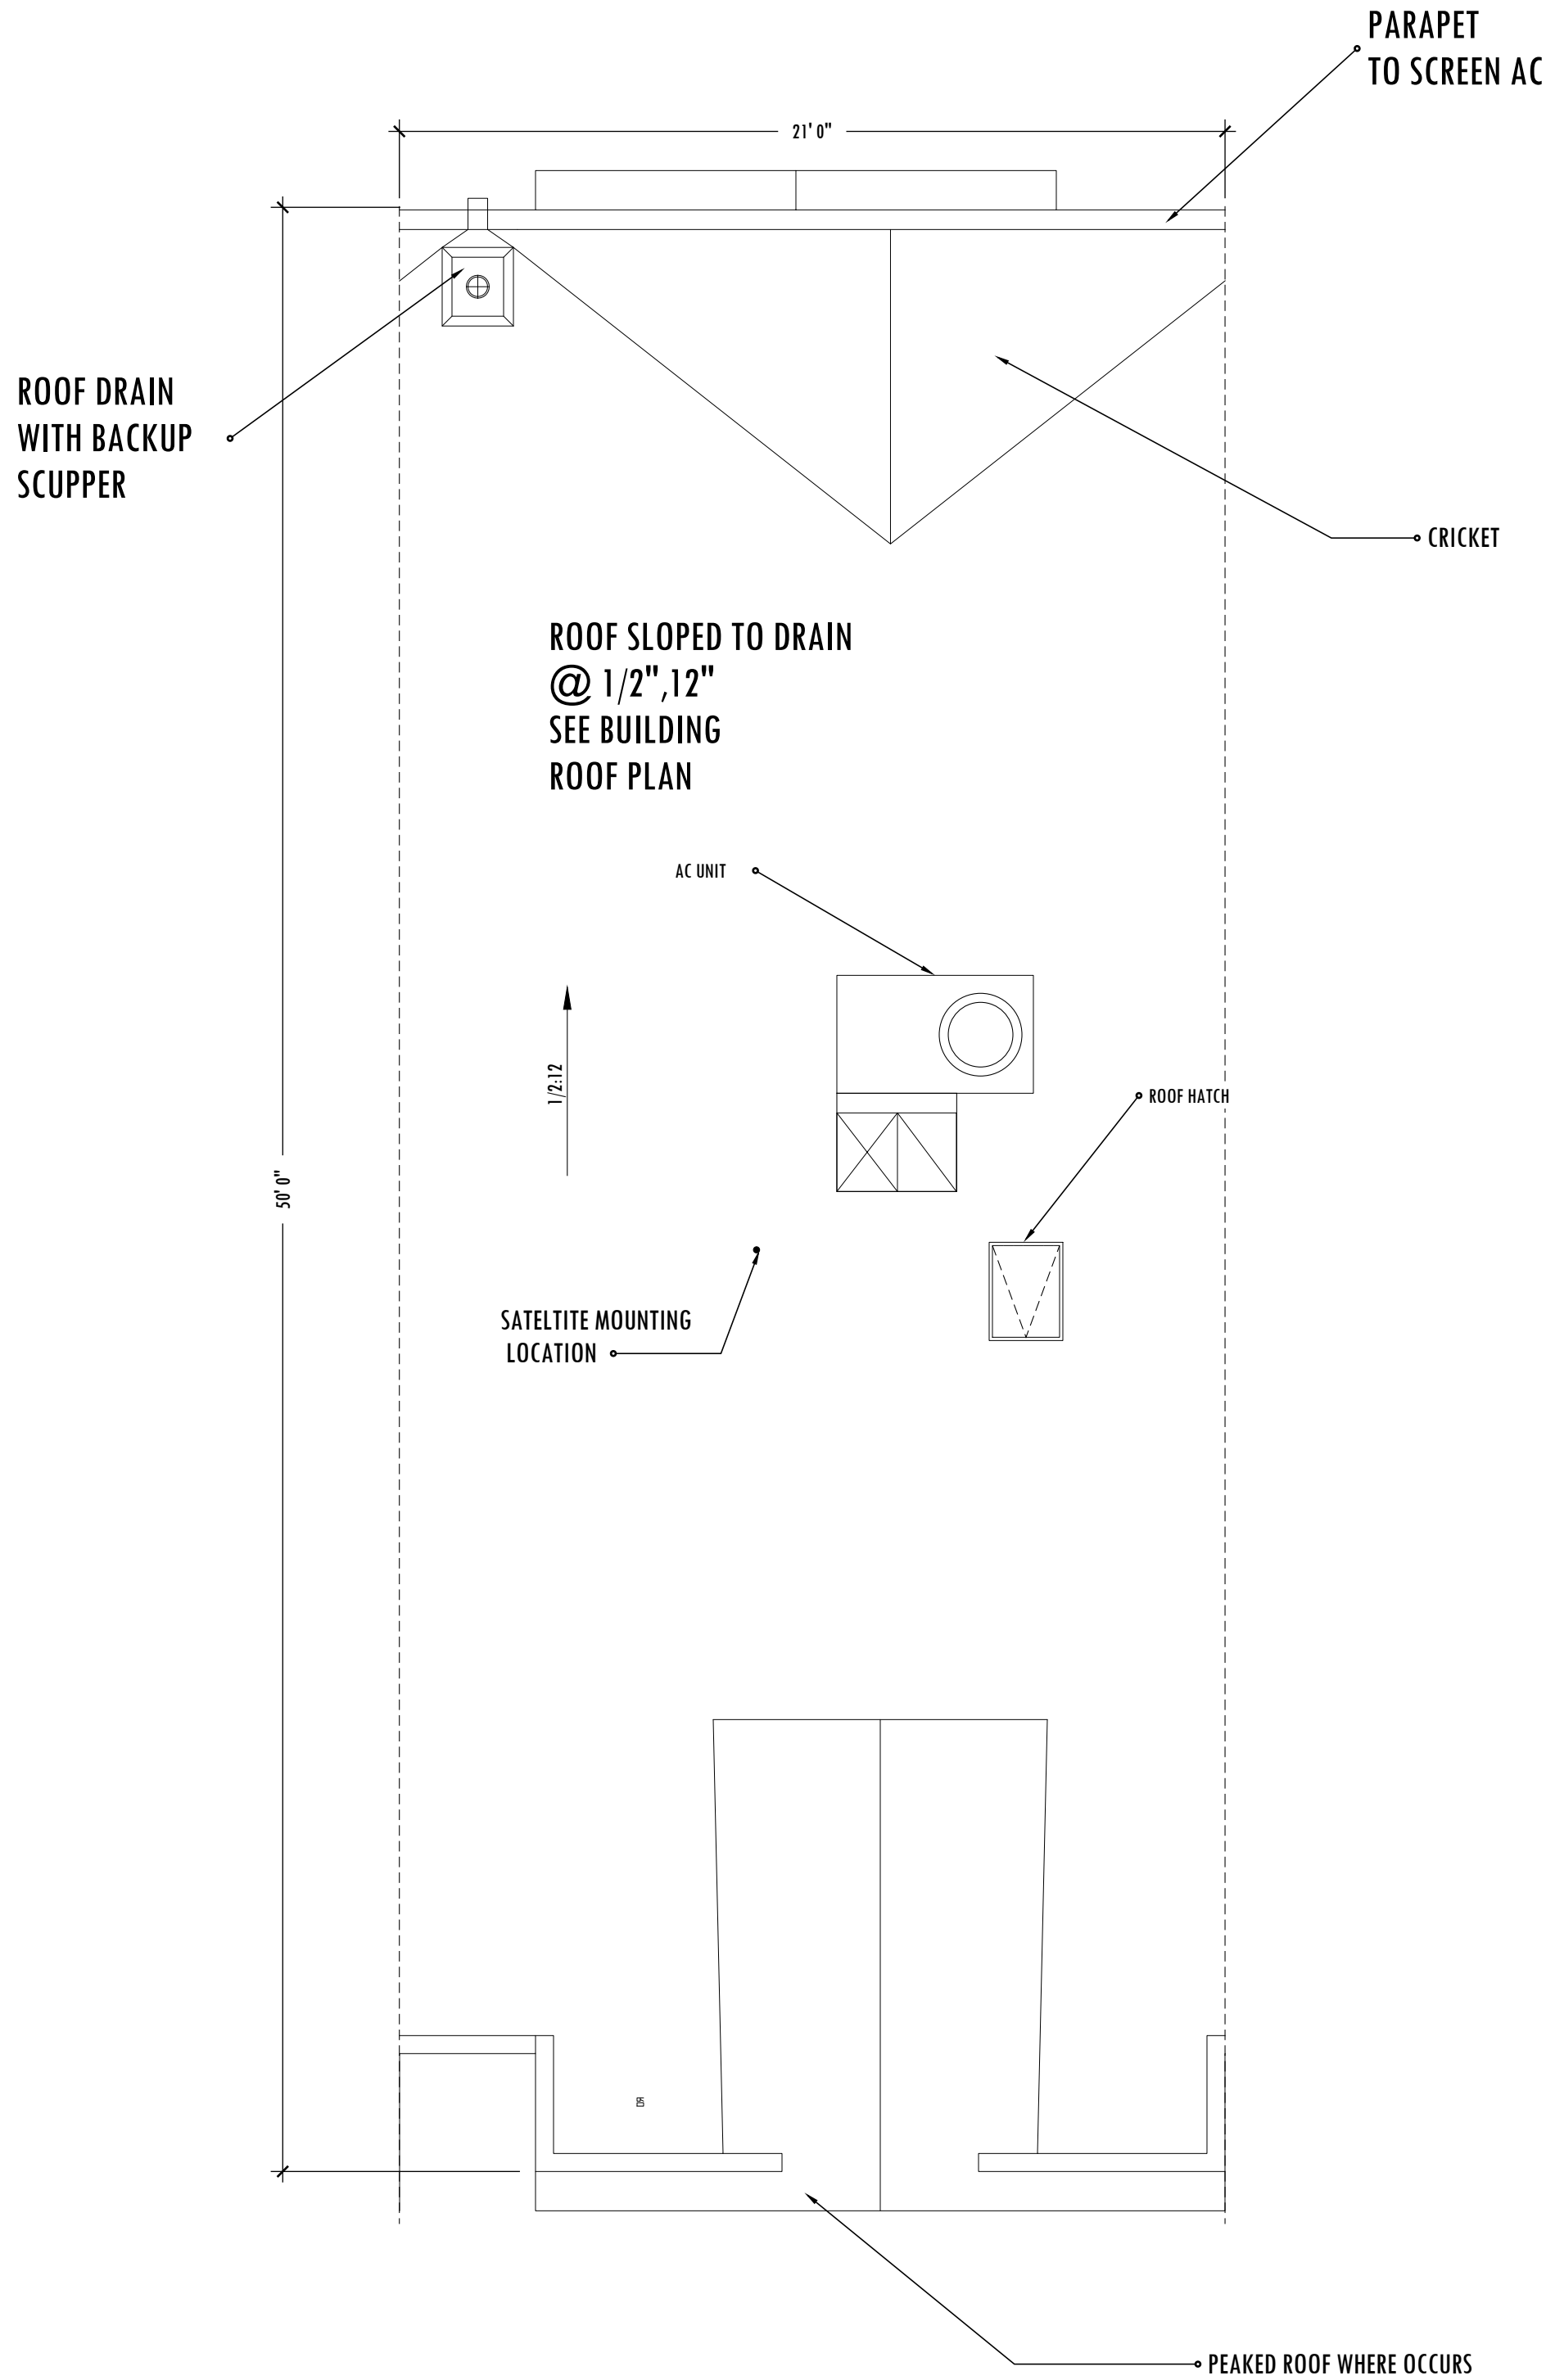 PARAPET
TO SCREEN AC
21' 0"
ROOF DRAIN
WITH BACKUP
SCUPPER
CRICKET
ROOF SLOPED TO DRAIN
@ 1/2",12"
SEE BUILDING
ROOF PLAN
AC UNIT
1/2:12
ROOF HATCH
50' 0"
SATELTITE MOUNTING
LOCATION
PEAKED ROOF WHERE OCCURS